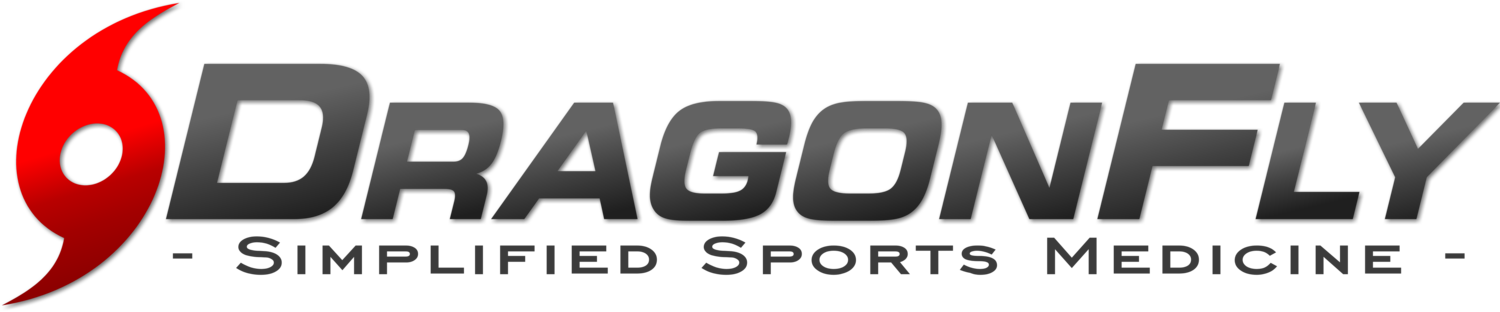 DRAGONFLY
- SIMPLIFIED SPORTS MEDICINE -